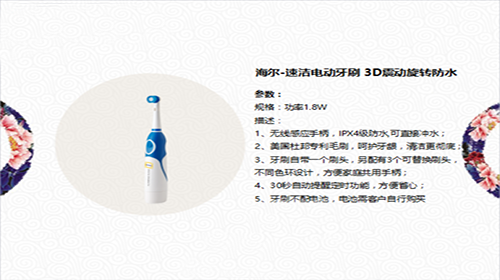 海尔-速洁电动牙刷 3D震动旋转防水
参数：
规格：功率1.8W
描述：
1、无线感应手柄，IPX4级防水,可直接冲水；
2、美国杜邦专利毛刷，呵护牙龈，清洁更彻底；
3、牙刷自带一个刷头，另配有3个可替换刷头，
不同色环设计，方便家庭共用手柄；
4、30秒自动提醒定时功能，方便省心；
5、牙刷不配电池，电池需客户自行购买